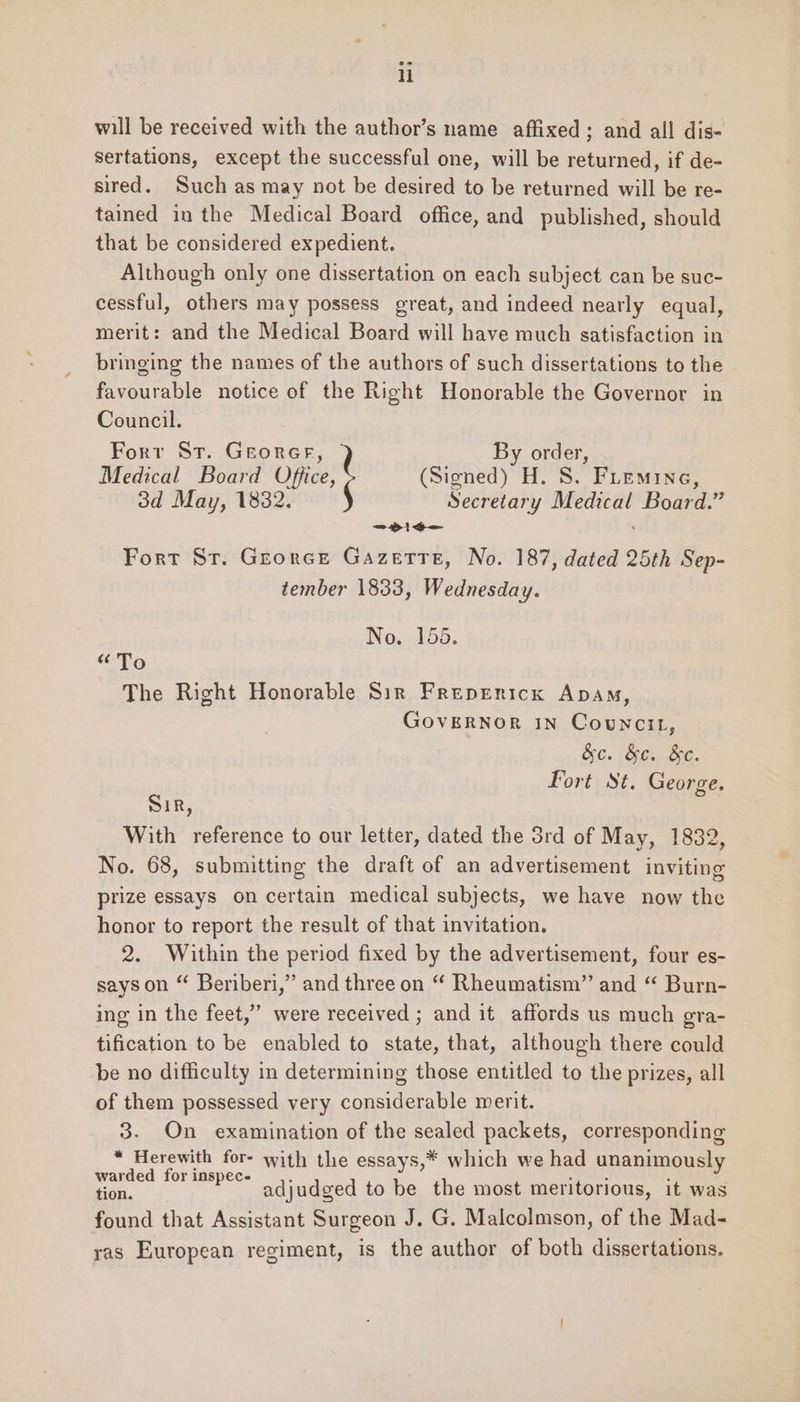 ii
will be received with the author's name affixed; and all dis-
sertations, except the successful one, will be returned, if de-
sired. Such as may not be desired to be returned will be re-
tained in the Medical Board office, and published, should
that be considered expedient.
Although only one dissertation on each subject can be suc-
cessful, others may possess great, and indeed nearly equal,
merit: and the Medical Board will have much satisfaction in
bringing the names of the authors of such dissertations to the
favourable notice of the Right Honorable the Governor in
Council.
Fort St. George, } By order,
Medical Board Office, } (Signed) H. S. Fleming,
3d May, 1832. } Secretary Medical Board."
Fort St. George Gazette, No. 187, dated 25th Sep-
tember 1833, Wednesday.
No. 155.
"To
The Right Honorable Sir Frederick Adam,
Governor in Council,
&c. &c. &c.
Fort St. George.
Sir,
With reference to our letter, dated the 3rd of May, 1832,
No. 68, submitting the draft of an advertisement inviting
prize essays on certain medical subjects, we have now the
honor to report the result of that invitation.
2. Within the period fixed by the advertisement, four es-
says on "Beriberi," and three on "Rheumatism" and "Burn-
ing in the feet," were received; and it affords us much gra-
tification to be enabled to state, that, although there could
be no difficulty in determining those entitled to the prizes, all
of them possessed very considerable merit.
3. On examination of the sealed packets, corresponding
* Herewith for-
warded for inspec-
tion.
with the essays,* which we had unanimously
adjudged to be the most meritorious, it was
found that Assistant Surgeon J. G. Malcolmson, of the Mad-
ras European regiment, is the author of both dissertations.